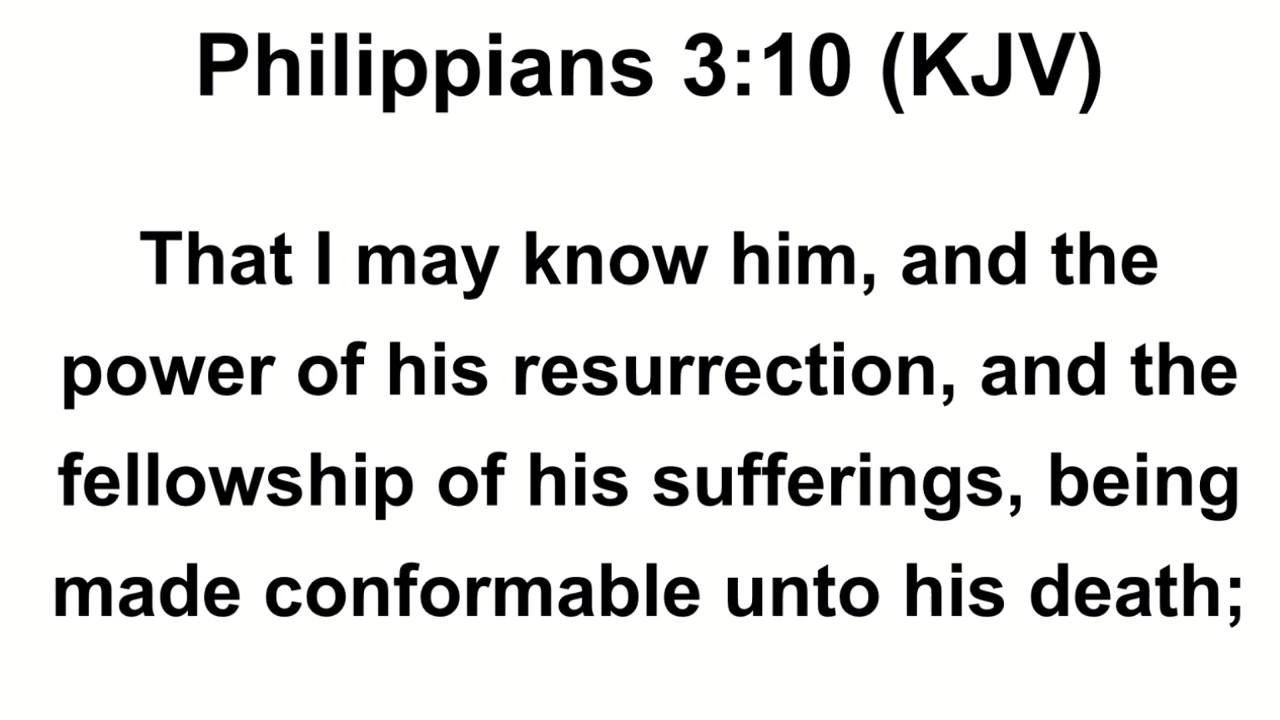 Philippians 3:10 (KJV)
That I may know him, and the
power of his resurrection, and the
fellowship of his sufferings, being
made conformable unto his death;